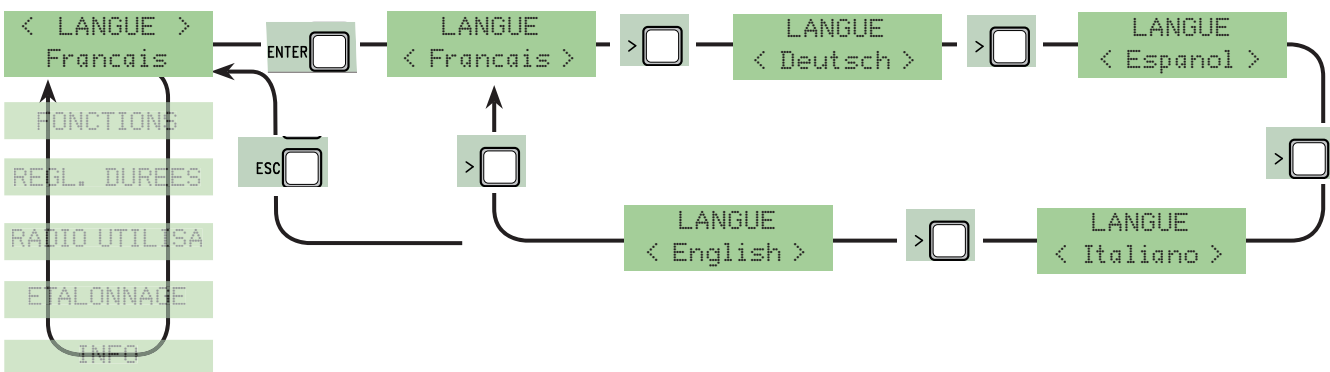 < LANGUE >
Francais
ENTER
LANGUE
< Francais >
>
LANGUE
< Deutsch >
>
LANGUE
< Espanol >
FONCTIONS
REGL. DUREES
RADIO UTILISA
ETALONNAGE
INFO
ESC
>
>
LANGUE
< English >
>
LANGUE
< Italiano >